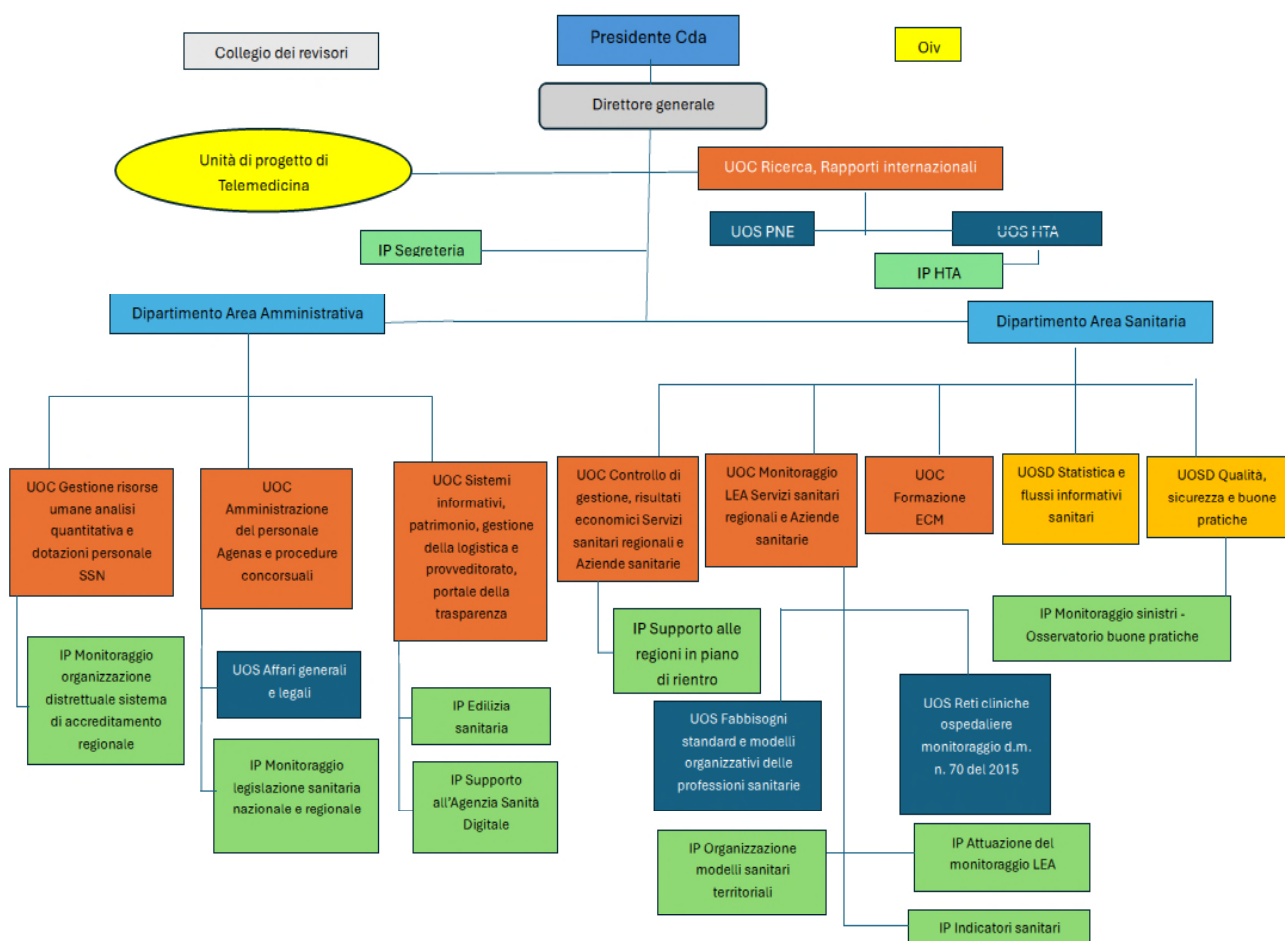 Presidente Cda
Collegio dei revisori
Oiv
Direttore generale
Unità di progetto di
Telemedicina
UOC Ricerca, Rapporti internazionali
UOS PNE
UOS HTA
IP Segreteria
IP HTA
Dipartimento Area Amministrativa
Dipartimento Area Sanitaria
UOC Gestione risorse
umane analisi
quantitativa e
dotazioni personale
SSN
UOC
Amministrazione
del personale
Agenas e procedure
concorsuali
UOC Sistemi
informativi,
patrimonio, gestione
della logistica e
provveditorato,
portale della
trasparenza
UOC Controllo di
gestione, risultati
economici Servizi
sanitari regionali e
Aziende sanitarie
UOC Monitoraggio
LEA Servizi sanitari
regionali e Aziende
sanitarie
UOC
Formazione
ECM
UOSD Statistica e
flussi informativi
sanitari
UOSD Qualità,
sicurezza e buone
pratiche
IP Monitoraggio
organizzazione
distrettuale sistema
di accreditamento
regionale
UOS Affari generali
e legali
IP Monitoraggio
legislazione sanitaria
nazionale e regionale
IP Edilizia
sanitaria
IP Supporto
all'Agenzia Sanità
Digitale
IP Supporto alle
regioni in piano
di rientro
IP Monitoraggio sinistri -
Osservatorio buone pratiche
UOS Fabbisogni
standard e modelli
organizzativi delle
professioni sanitarie
UOS Reti cliniche
ospedaliere
monitoraggio d.m.
n. 70 del 2015
IP Organizzazione
modelli sanitari
territoriali
IP Attuazione del
monitoraggio LEA
IP Indicatori sanitari